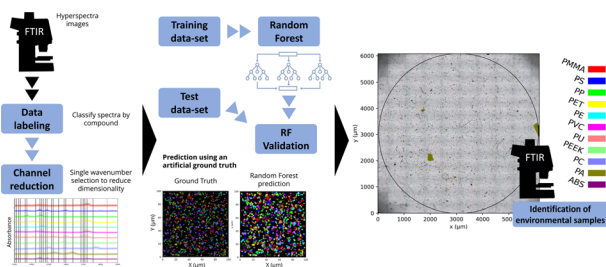 Hyperspectra
images
FTIR
Data
labeling
Classify spectra by
compound
Channel
reduction
Single wavenumber
selection to reduce
dimensionality
Absorbance
Training
data-set
Random
Forest
Test
data-set
RF
Validation
Prediction using an
artificial ground truth
Ground Truth
Random Forest
prediction
Y (μm)
X (μm)
X (μm)
6000
5000
4000
3000
2000
1000
0
y (μm)
0 1000 2000 3000 4000
x (μm)
PMMA
PS
PP
PET
PE
PVC
PU
PEEK
PC
PA
ABS
FTIR
Identification of
environmental samples